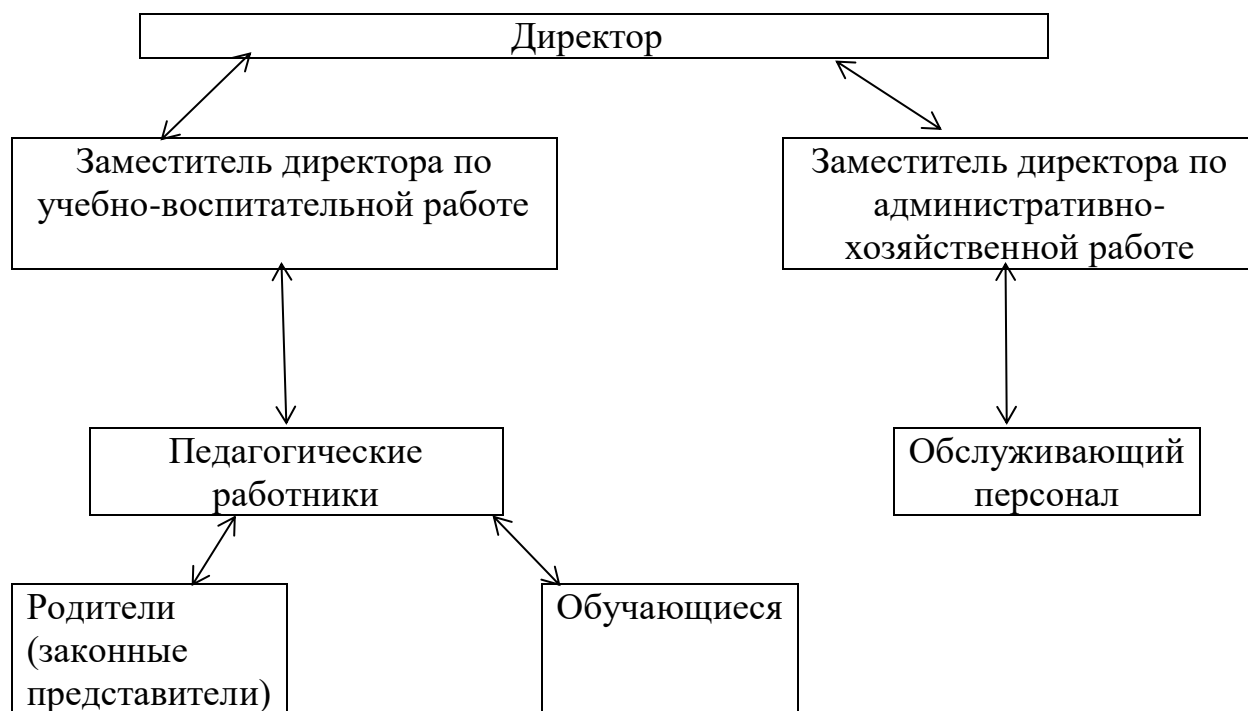 Директор
Заместитель директора по
учебно-воспитательной работе
Заместитель директора по
административно-
хозяйственной работе
Педагогические
работники
Обслуживающий
персонал
Родители
(законные
представители)
Обучающиеся